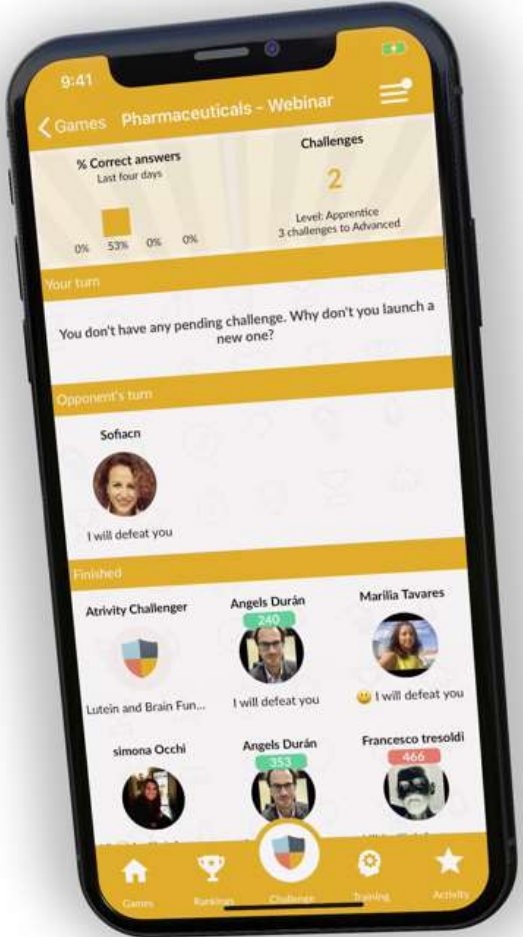 9:41
Games Pharmaceuticals - Webinar
% Correct answers
Last four days
0% 53% 0% 0%
Challenges
2
Level: Apprentice
3 challenges to Advanced
Your turn
You don't have any pending challenge. Why don't you launch a
new one?
Opponent's turn
Sofiacn
I will defeat you
Finished
Atrivity Challenger
Lutein and Brain Fun...
Angels Durán
240
I will defeat you
Marilia Tavares
😃 I will defeat you
simona Occhi
Angels Durán
353
Francesco tresoldi
466
Games
Rankings
Challenge
Training
Activity